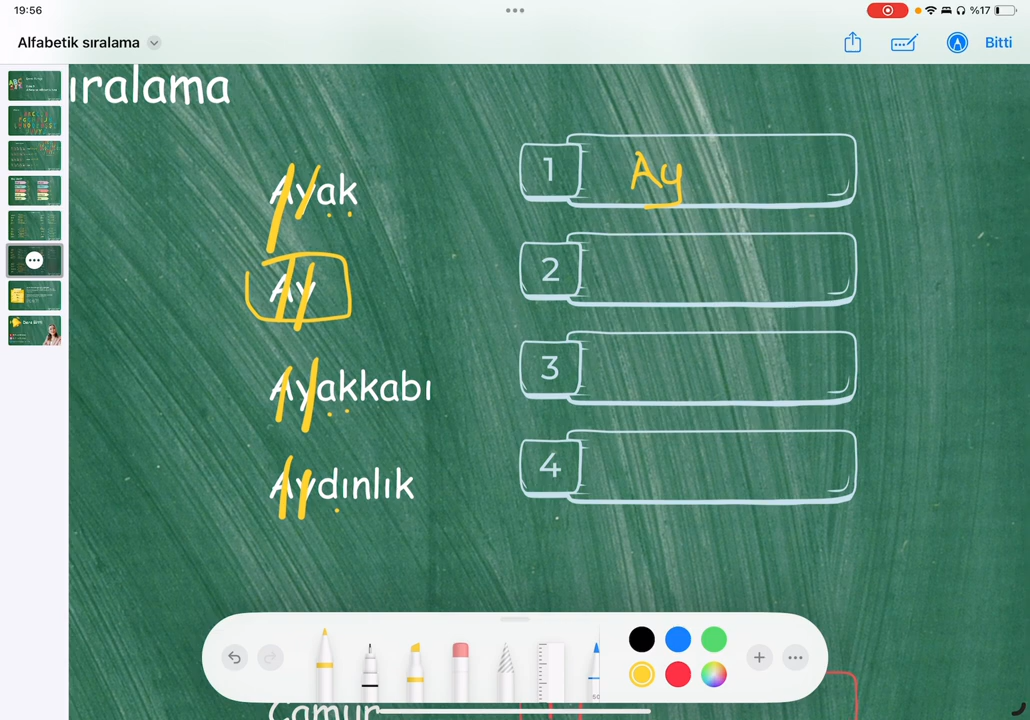 19:56
%17
Alfabetik sıralama
Bitti
ıralama
Ayak
Ay
Ayakkabı
Aydınlık
1 Ay
2
3
4
Çamur